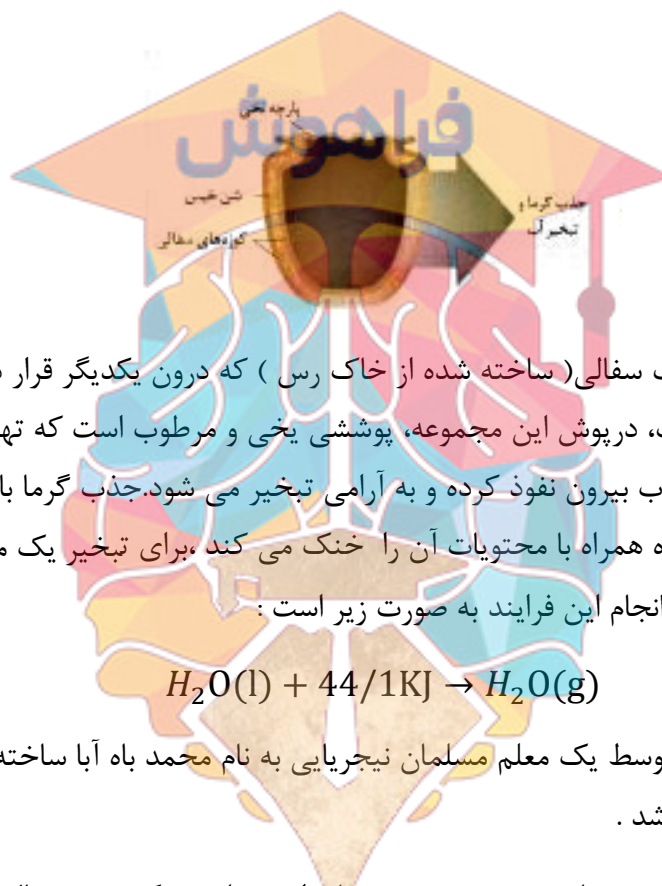 فراهوش
پارچه نخی
شن خیس
جذب گرما و
تبخیر آب
کوزه‌های سفالی
سفالی( ساخته شده از خاک رس ) که درون یکدیگر قرار
درپوش این مجموعه، پوششی یخی و مرطوب است که
بیرون نفوذ کرده و به آرامی تبخیر می شود.جذب گرما
همراه با محتویات آن را خنک می کند ،برای تبخیر یک
انجام این فرایند به صورت زیر است :
H₂O(l) + 44/1KJ → H₂O(g)
وسط یک معلم مسلمان نیجریایی به نام محمد باه آبا ساخته
شد .